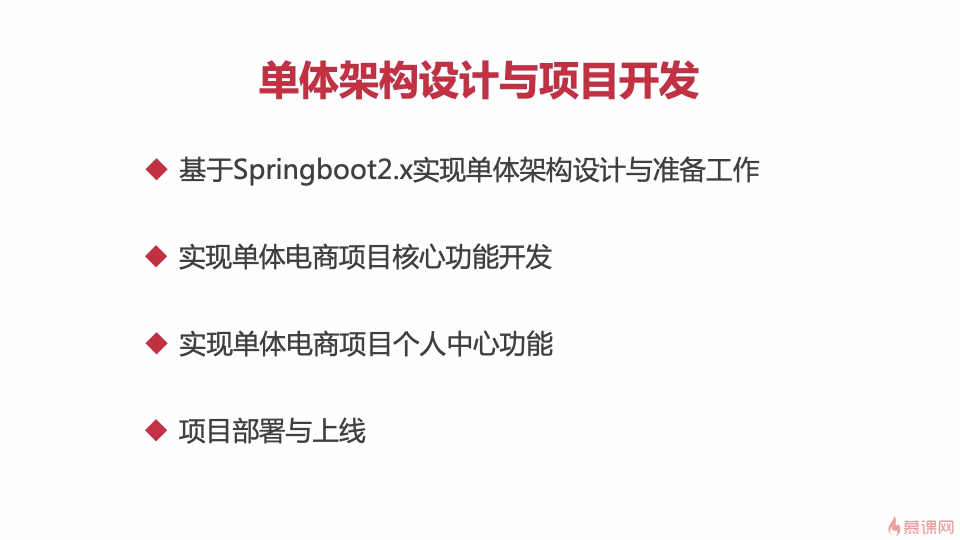 单体架构设计与项目开发
基于Springboot2.x实现单体架构设计与准备工作
实现单体电商项目核心功能开发
实现单体电商项目个人中心功能
项目部署与上线
慕课网